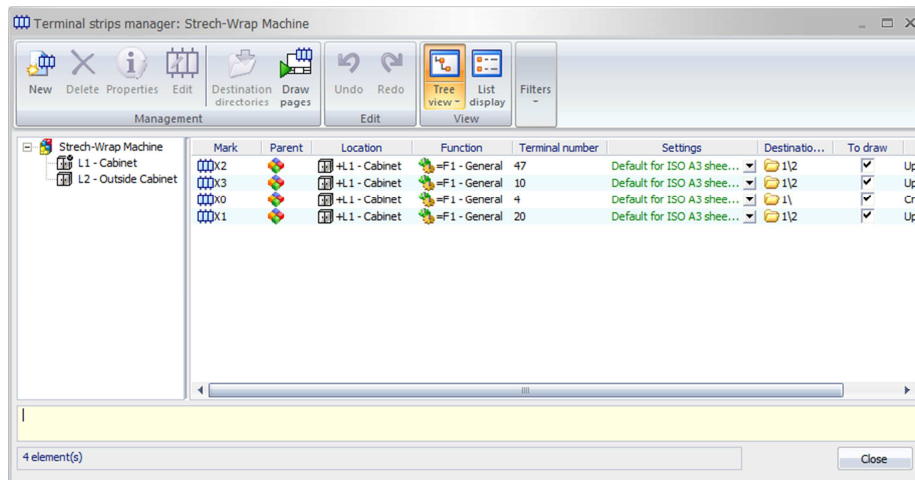 Terminal strips manager: Strech-Wrap Machine
New Delete Properties Edit Destination directories Draw pages Undo Redo Tree view List display Filters
Management Edit View
Strech-Wrap Machine
L1 - Cabinet
L2 - Outside Cabinet
Mark Parent Location Function Terminal number Settings Destinatio... To draw
X2 +L1 - Cabinet =F1 - General 47 Default for ISO A3 shee... 1\2 Up
X3 +L1 - Cabinet =F1 - General 10 Default for ISO A3 shee... 1\2 Up
X0 +L1 - Cabinet =F1 - General 4 Default for ISO A3 shee... 1\ Cr
X1 +L1 - Cabinet =F1 - General 20 Default for ISO A3 shee... 1\2 Up
4 element(s)
Close